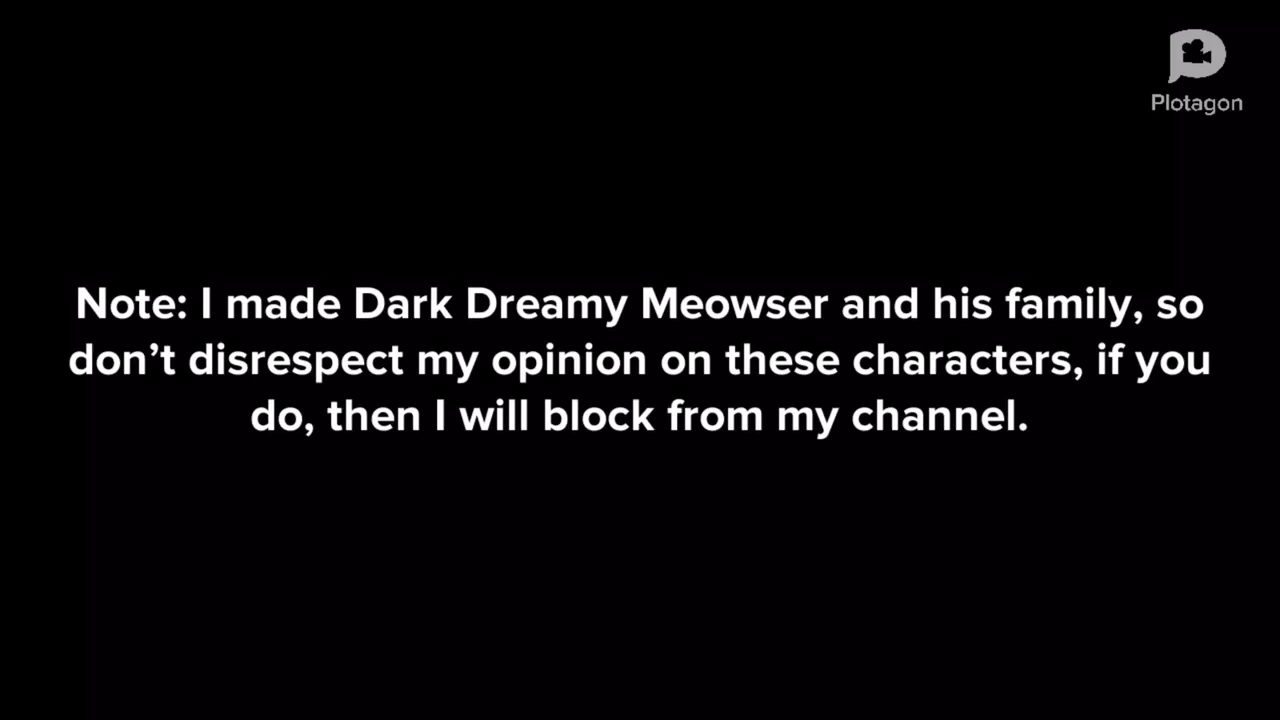 Plotagon
Note: I made Dark Dreamy Meowser and his family, so
don’t disrespect my opinion on these characters, if you
do, then I will block from my channel.